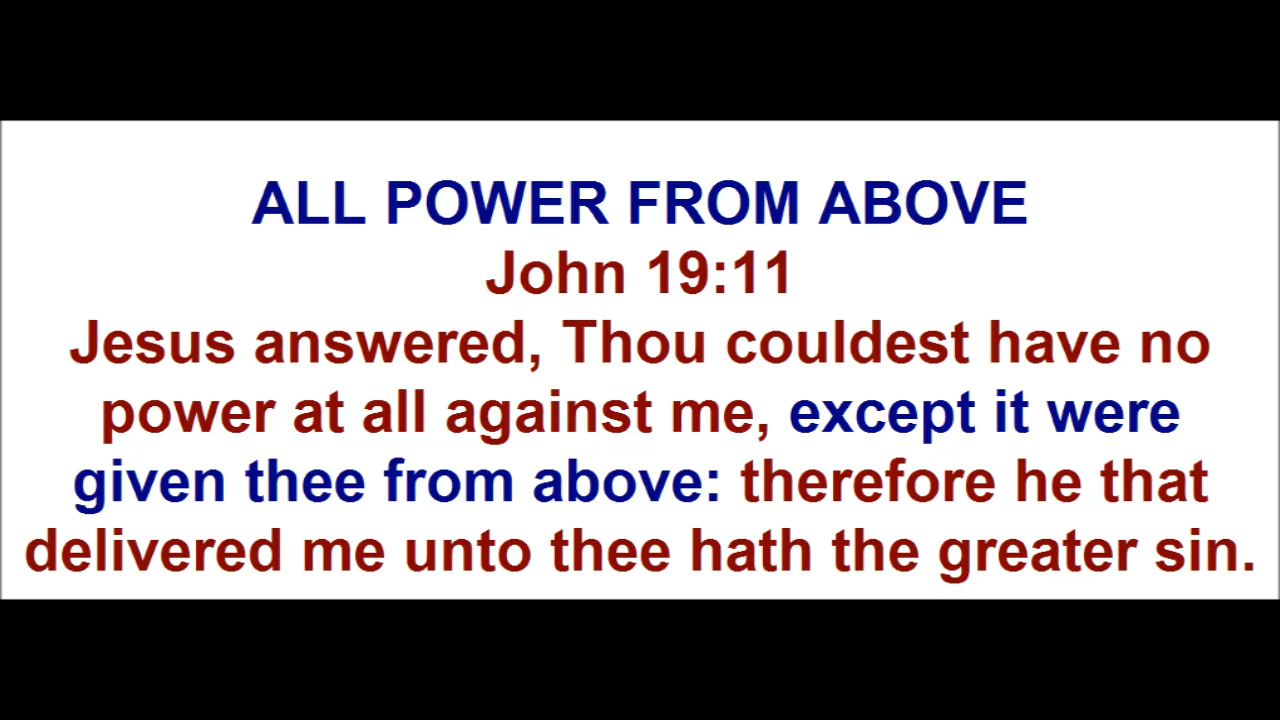 ALL POWER FROM ABOVE
John 19:11
Jesus answered, Thou couldest have no
power at all against me, except it were
given thee from above: therefore he that
delivered me unto thee hath the greater sin.